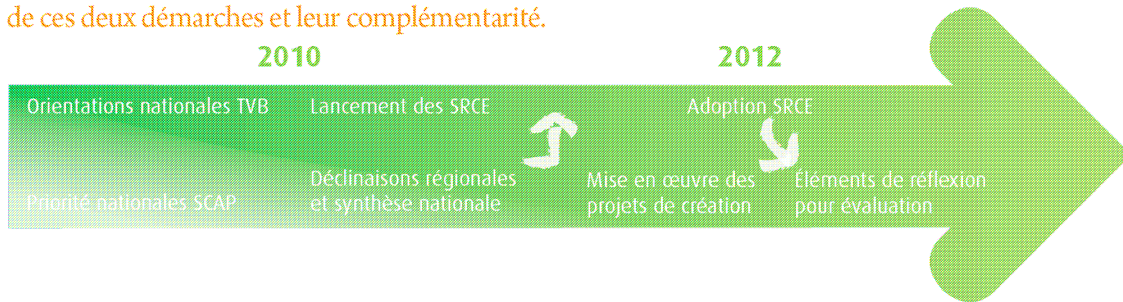 de ces deux démarches et leur complémentarité.
2010
2012
Orientations nationales TVB
Lancement des SRCE
Adoption SRCE
Priorité nationales SCAP
Déclinaisons régionales
et synthèse nationale
Mise en œuvre des
projets de création
Éléments de réflexion
pour évaluation